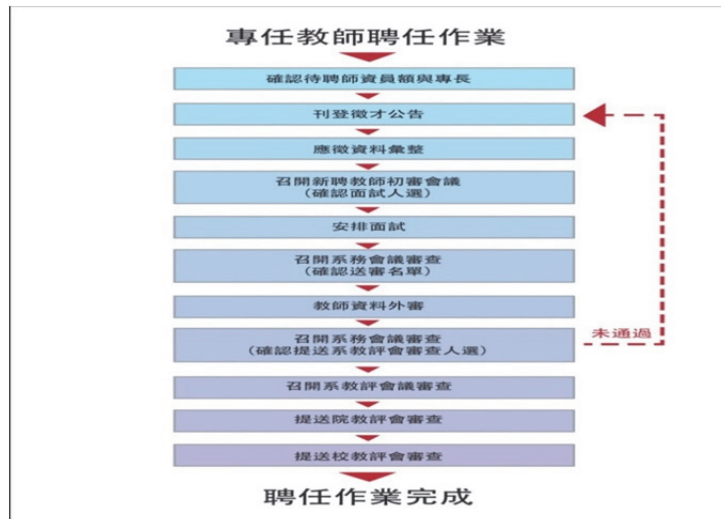 專任教師聘任作業
確認待聘師資員額與專長
刊登徵才公告
應徵資料彙整
召開新聘教師初審會議
(確認面試人選)
安排面試
召開系務會議審查
(確認送審名單)
教師資料外審
召開系務會議審查
(確認提送系教評會審查人選)
未通過
召開系教評會議審查
提送院教評會審查
提送校教評會審查
聘任作業完成